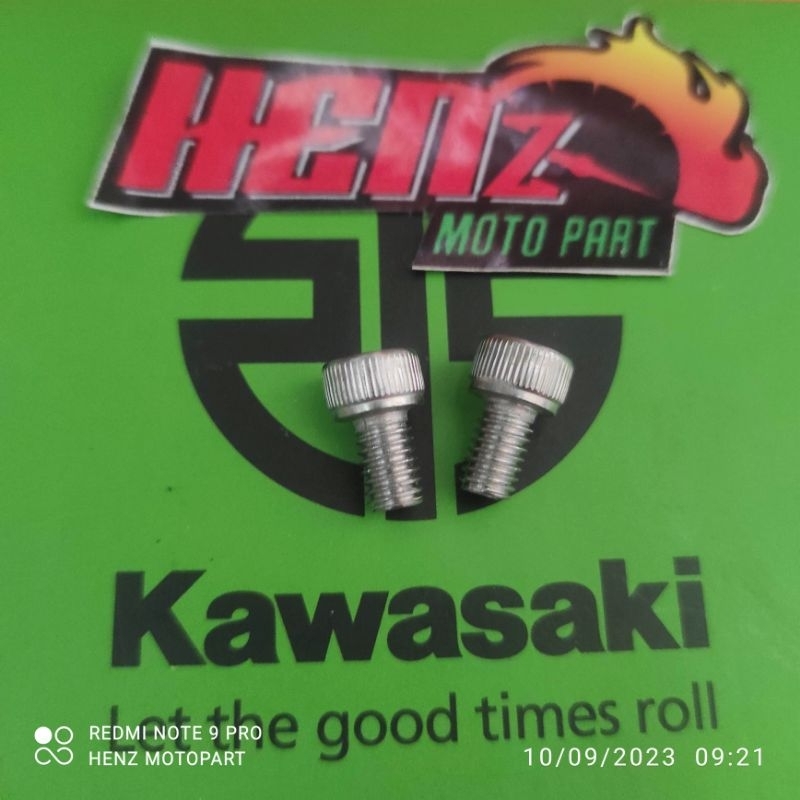 HENZ
MOTO PART
Kawasaki
Let the good times roll
REDMI NOTE 9 PRO
HENZ MOTOPART
10/09/2023 09:21